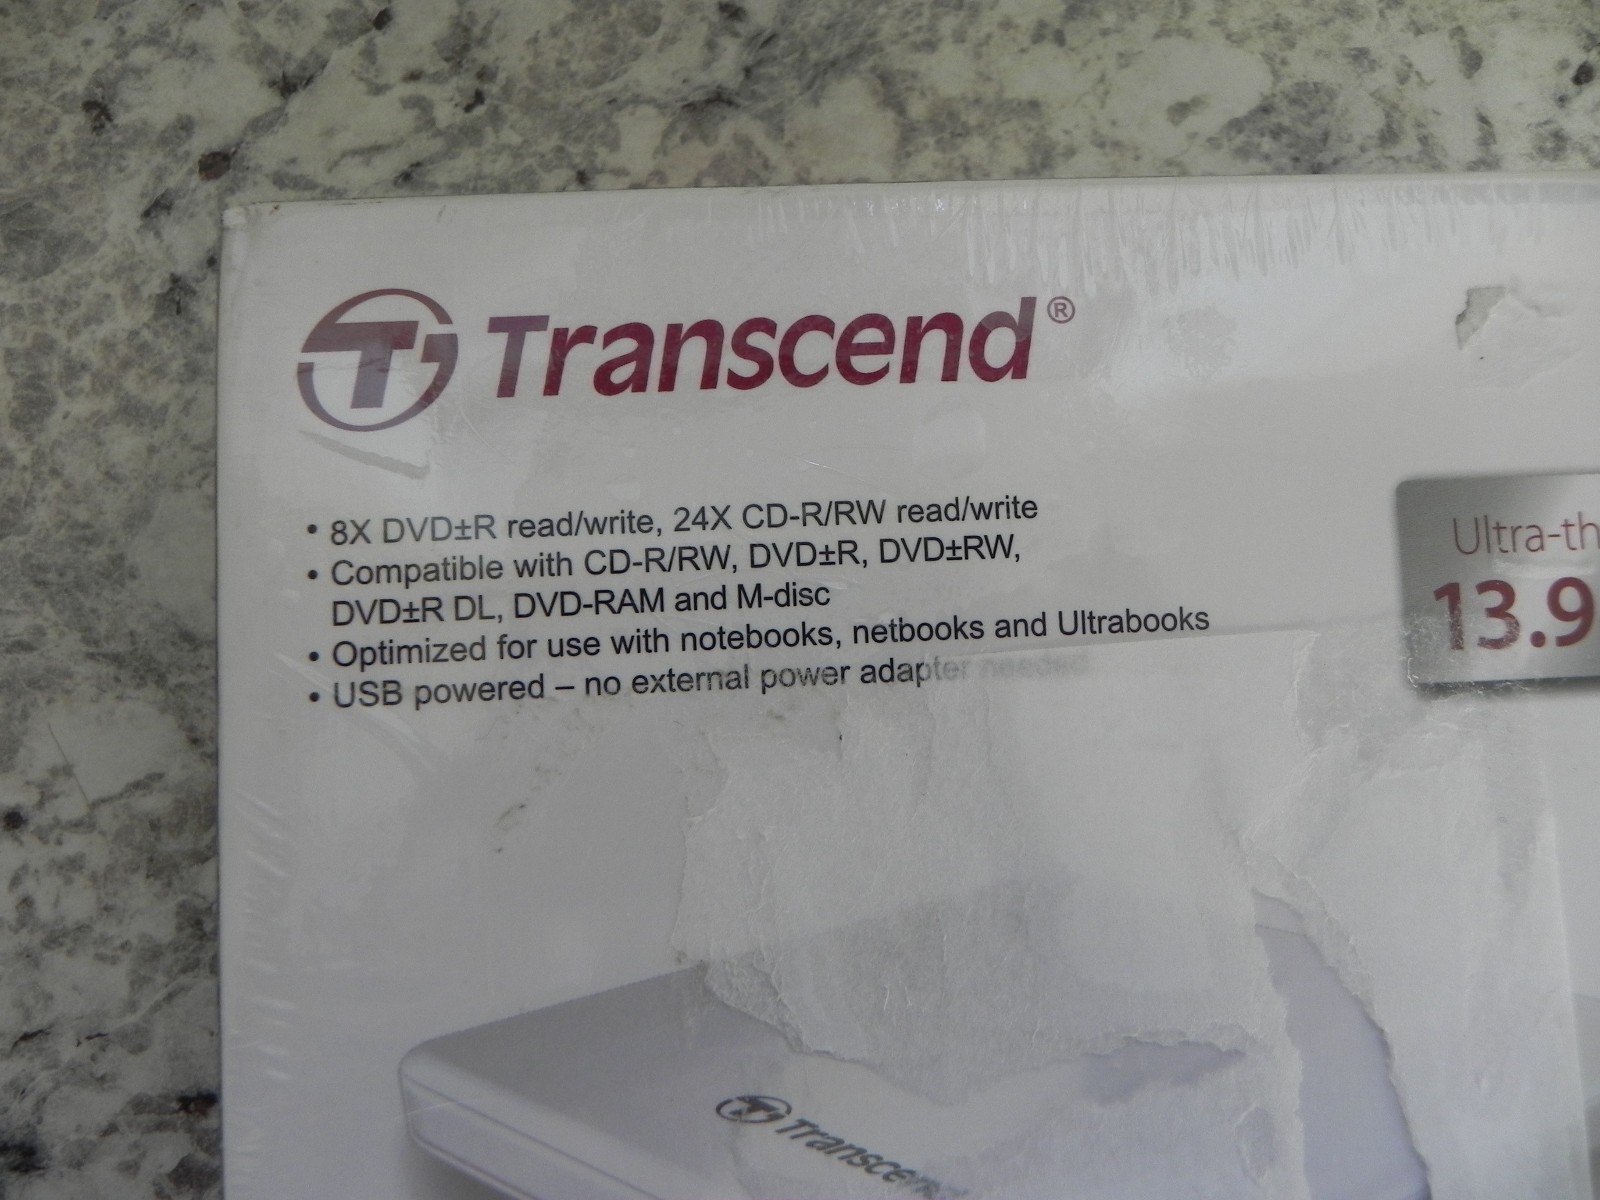 Transcend®
• 8X DVD±R read/write, 24X CD-R/RW read/write
• Compatible with CD-R/RW, DVD±R, DVD±RW,
DVD±R DL, DVD-RAM and M-disc
• Optimized for use with notebooks, netbooks and Ultrabooks
• USB powered – no external power adapter needed
Ultra-th
13.9
Transcen